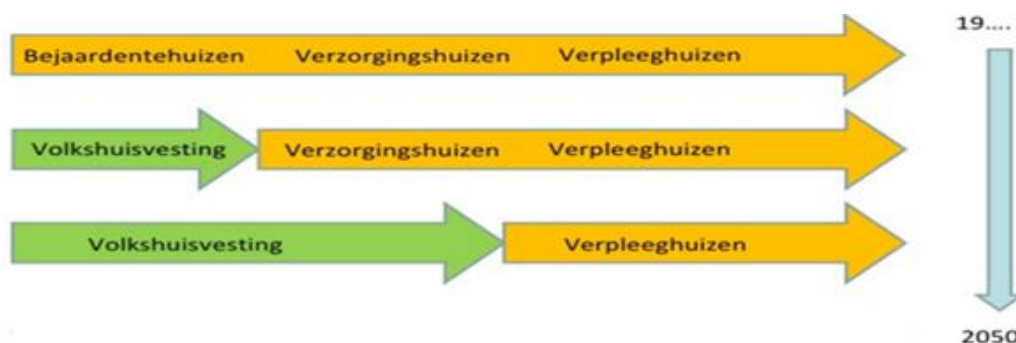 19....
Bejaardentehuizen Verzorgingshuizen Verpleeghuizen
Volkshuisvesting Verzorgingshuizen Verpleeghuizen
Volkshuisvesting Verpleeghuizen
2050